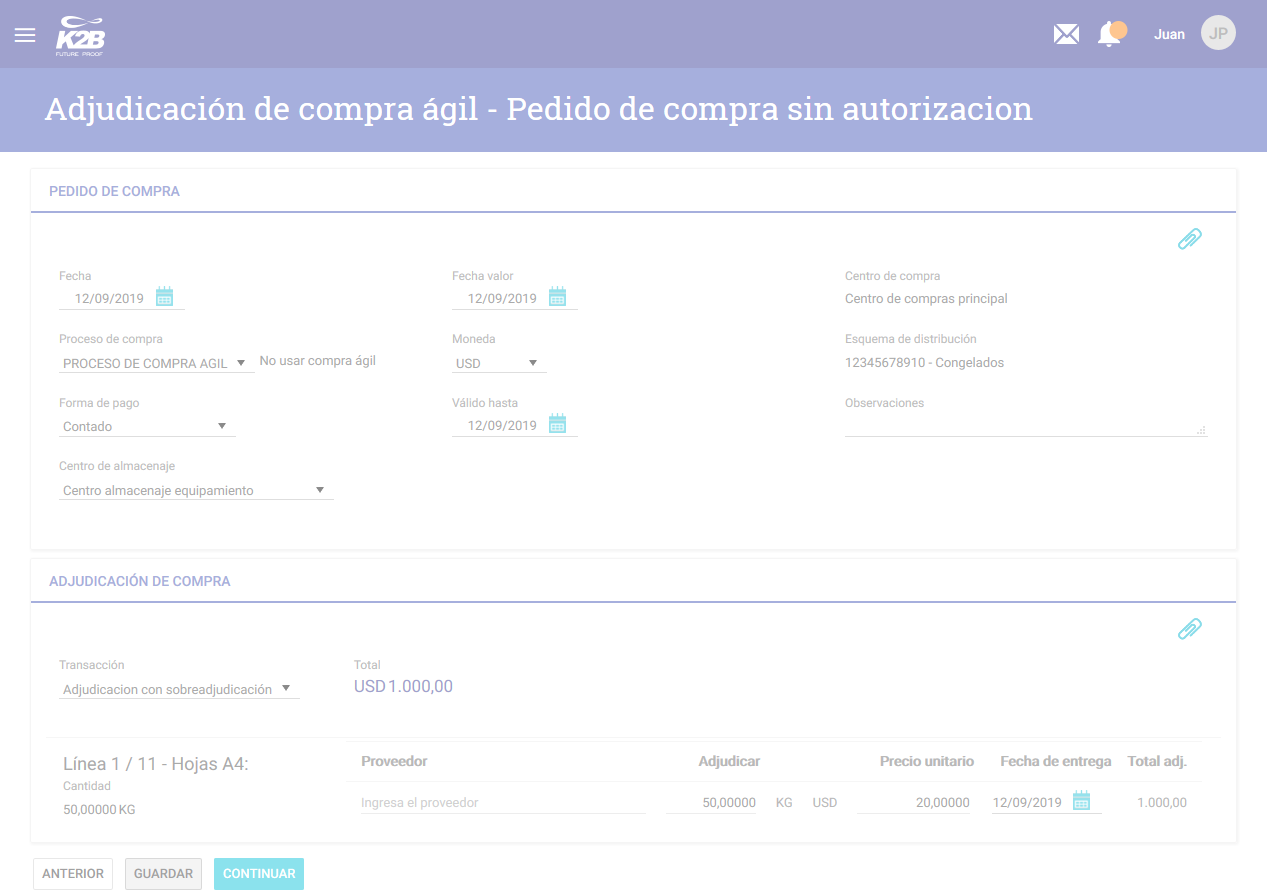 K2B
FUTURE PROOF
Juan
JP
Adjudicación de compra ágil - Pedido de compra sin autorizacion
PEDIDO DE COMPRA
Fecha
12/09/2019
Fecha valor
12/09/2019
Centro de compra
Centro de compras principal
Proceso de compra
PROCESO DE COMPRA AGIL
No usar compra ágil
Moneda
USD
Esquema de distribución
12345678910 - Congelados
Forma de pago
Contado
Válido hasta
12/09/2019
Observaciones
Centro de almacenaje
Centro almacenaje equipamiento
ADJUDICACIÓN DE COMPRA
Transacción
Adjudicacion con sobreadjudicación
Total
USD 1.000,00
Línea 1 / 11 - Hojas A4:
Cantidad
50,00000 KG
Proveedor Adjudicar Precio unitario Fecha de entrega Total adj.
Ingresa el proveedor 50,00000 KG USD 20,00000 12/09/2019 1.000,00
ANTERIOR GUARDAR CONTINUAR